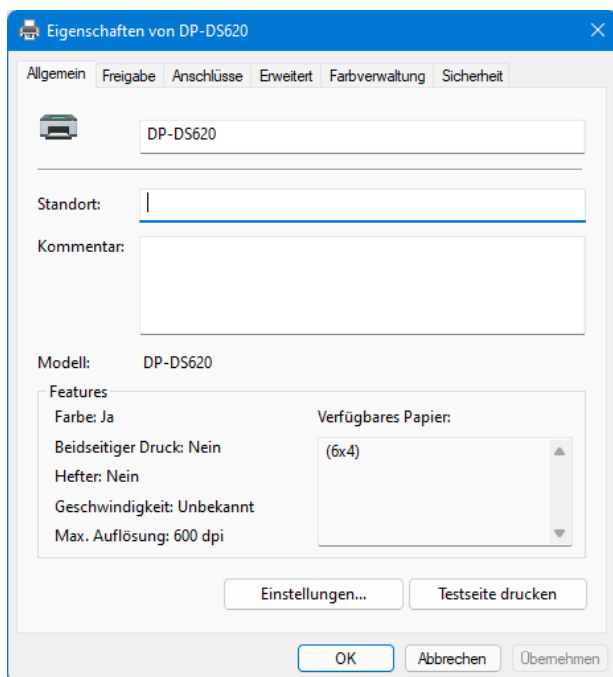 Eigenschaften von DP-DS620
Allgemein Freigabe Anschlüsse Erweitert Farbverwaltung Sicherheit
DP-DS620
Standort:
Kommentar:
Modell: DP-DS620
Features
Farbe: Ja Verfügbares Papier:
Beidseitiger Druck: Nein (6x4)
Hefter: Nein
Geschwindigkeit: Unbekannt
Max. Auflösung: 600 dpi
Einstellungen... Testseite drucken
OK Abbrechen Übernehmen